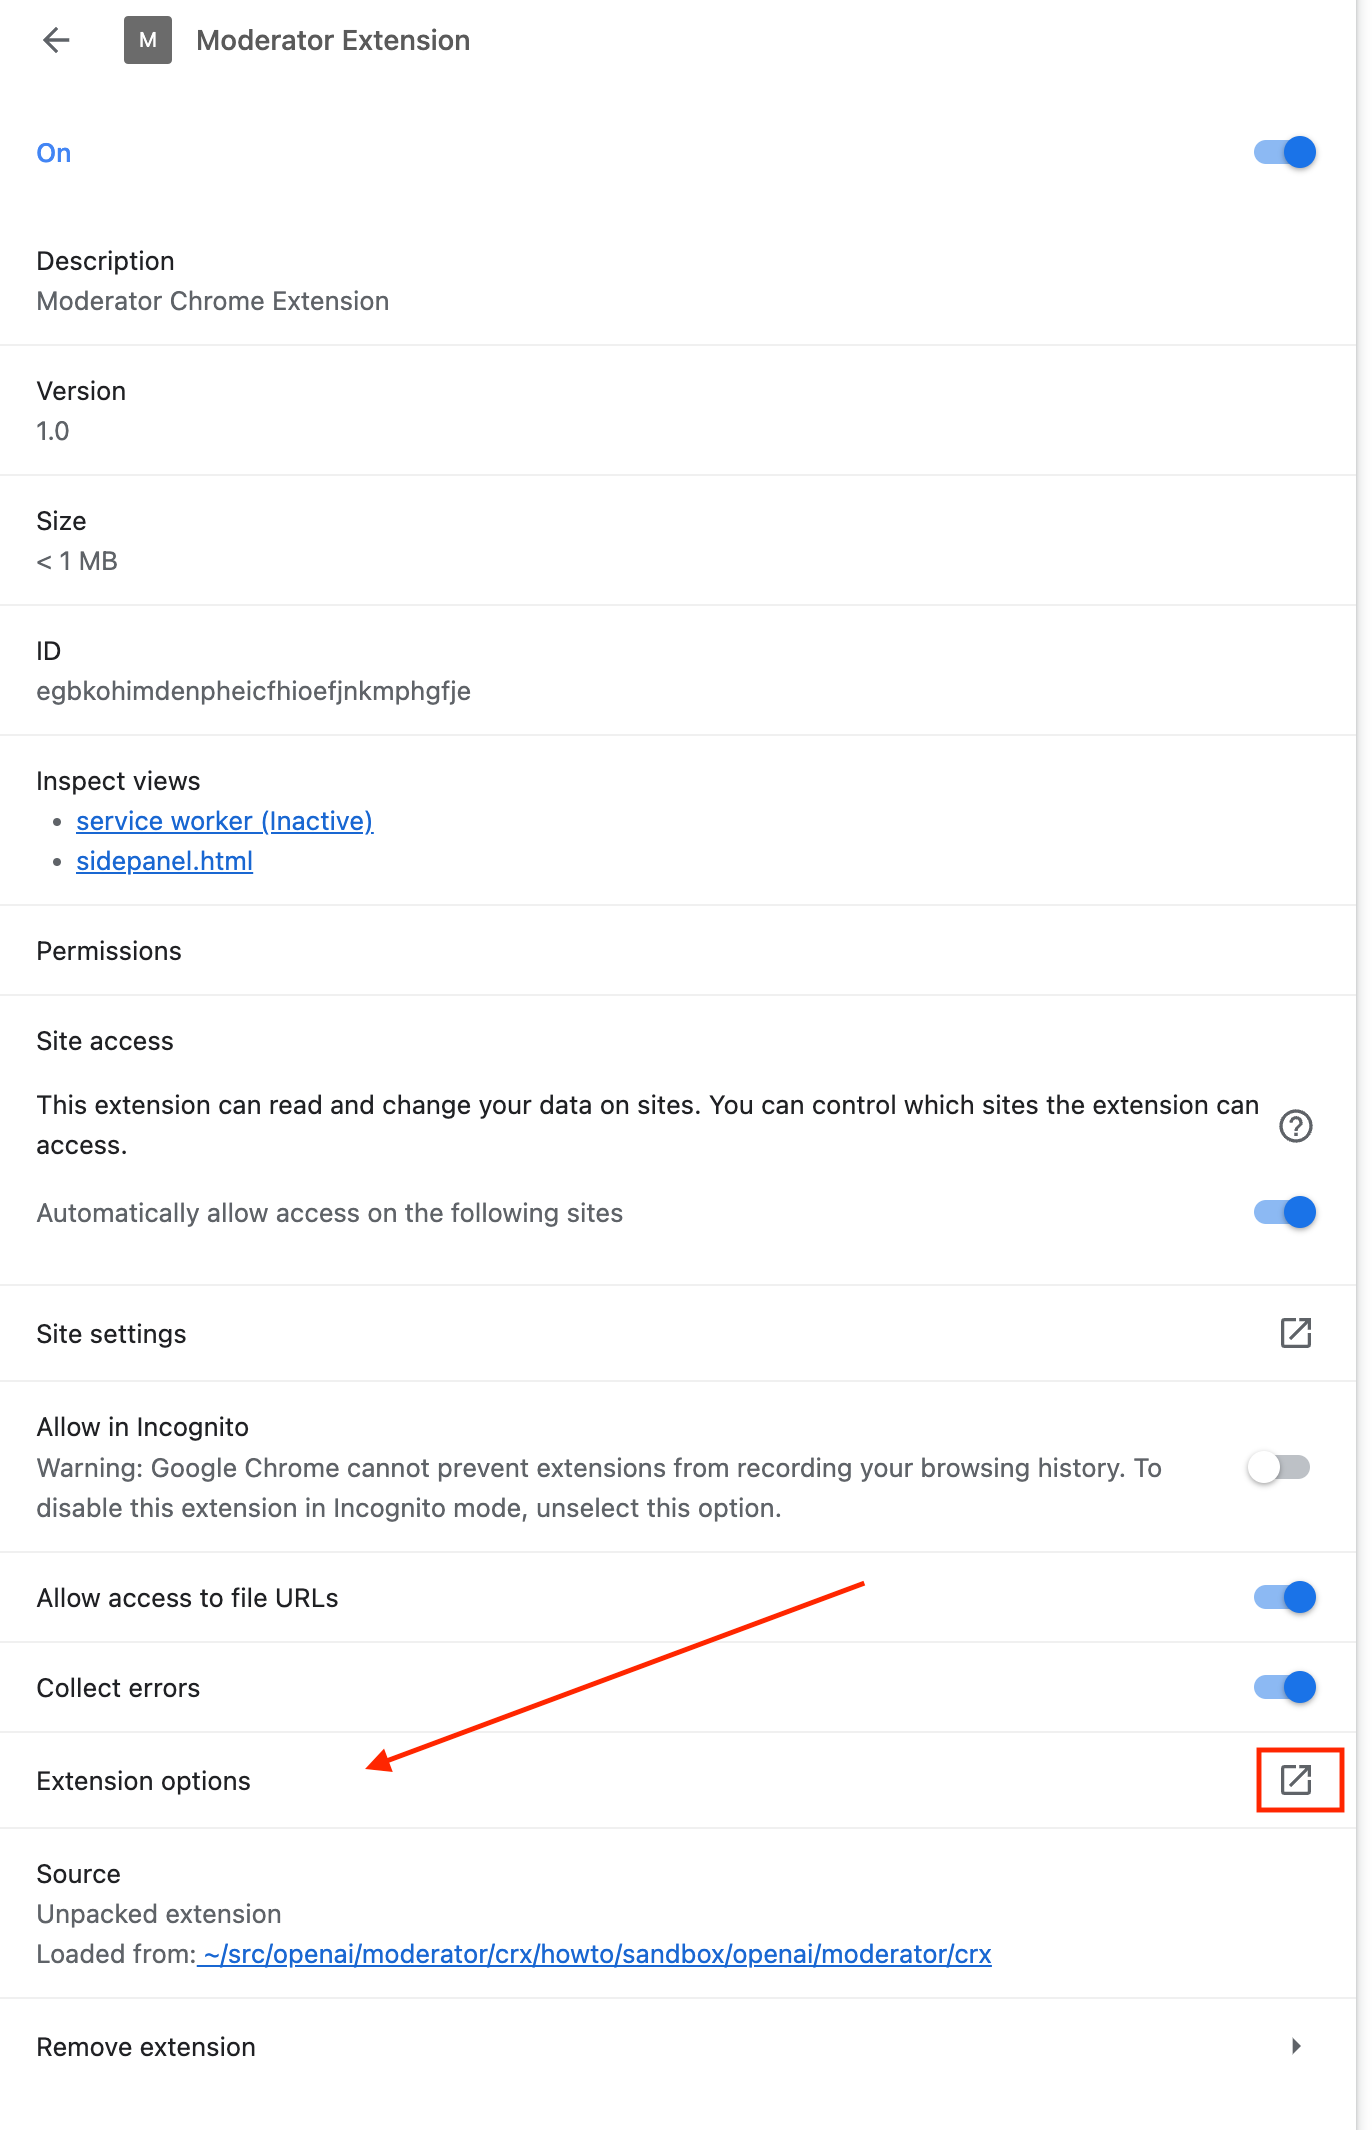 M Moderator Extension
On
Description
Moderator Chrome Extension
Version
1.0
Size
< 1 MB
ID
egbkohimdenpheicfhioefjnkmphgfje
Inspect views
• service worker (Inactive)
• sidepanel.html
Permissions
Site access
This extension can read and change your data on sites. You can control which sites the extension can
access.
Automatically allow access on the following sites
Site settings
Allow in Incognito
Warning: Google Chrome cannot prevent extensions from recording your browsing history. To
disable this extension in Incognito mode, unselect this option.
Allow access to file URLs
Collect errors
Extension options
Source
Unpacked extension
Loaded from: ~/src/openai/moderator/crx/howto/sandbox/openai/moderator/crx
Remove extension